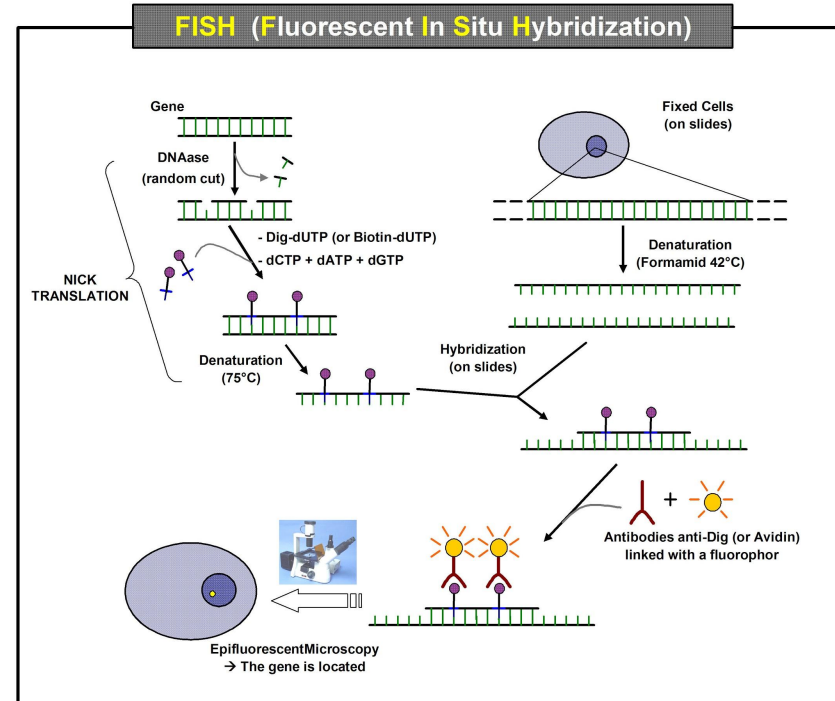 FISH (Fluorescent In Situ Hybridization)
Gene
DNAase
(random cut)
- Dig-dUTP (or Biotin-dUTP)
- dCTP + dATP + dGTP
NICK
TRANSLATION
Denaturation
(75°C)
Fixed Cells
(on slides)
Denaturation
(Formamid 42°C)
Hybridization
(on slides)
+
Antibodies anti-Dig (or Avidin)
linked with a fluorophor
EpifluorescentMicroscopy
→ The gene is located